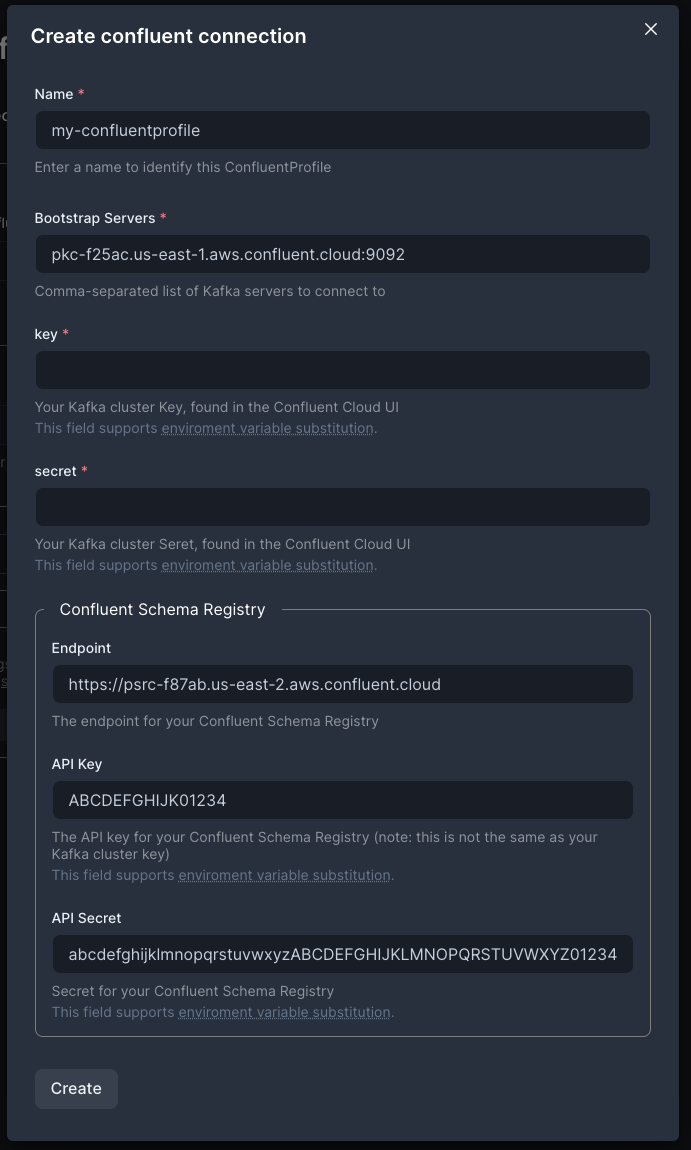 Create confluent connection
Name *
my-confluentprofile
Enter a name to identify this ConfluentProfile
Bootstrap Servers *
pkc-f25ac.us-east-1.aws.confluent.cloud:9092
Comma-separated list of Kafka servers to connect to
key *
Your Kafka cluster Key, found in the Confluent Cloud UI
This field supports enviroment variable substitution.
secret *
Your Kafka cluster Seret, found in the Confluent Cloud UI
This field supports enviroment variable substitution.
Confluent Schema Registry
Endpoint
https://psrc-f87ab.us-east-2.aws.confluent.cloud
The endpoint for your Confluent Schema Registry
API Key
ABCDEFGHIJK01234
The API key for your Confluent Schema Registry (note: this is not the same as your
Kafka cluster key)
This field supports enviroment variable substitution.
API Secret
abcdefghijklmnopqrstuvwxyzABCDEFGHIJKLMNOPQRSTUVWXYZ01234
Secret for your Confluent Schema Registry
This field supports enviroment variable substitution.
Create